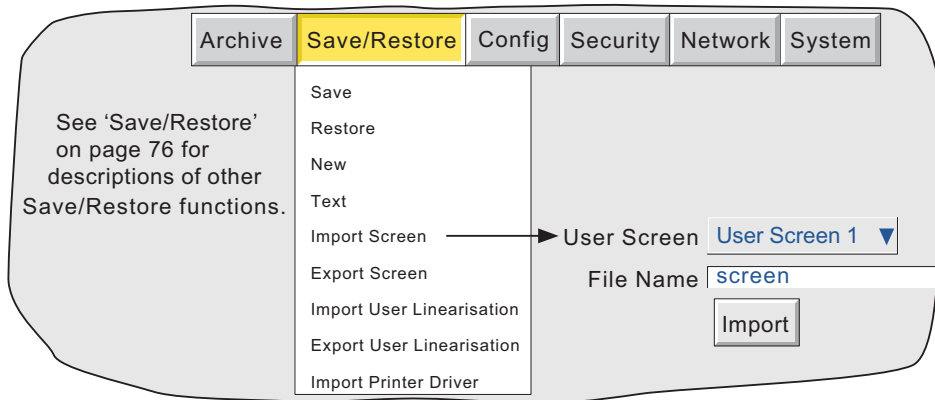 Archive Save/Restore Config Security Network System
See ‘Save/Restore’
on page 76 for
descriptions of other
Save/Restore functions.
Save
Restore
New
Text
Import Screen
Export Screen
Import User Linearisation
Export User Linearisation
Import Printer Driver
User Screen User Screen 1
File Name screen
Import